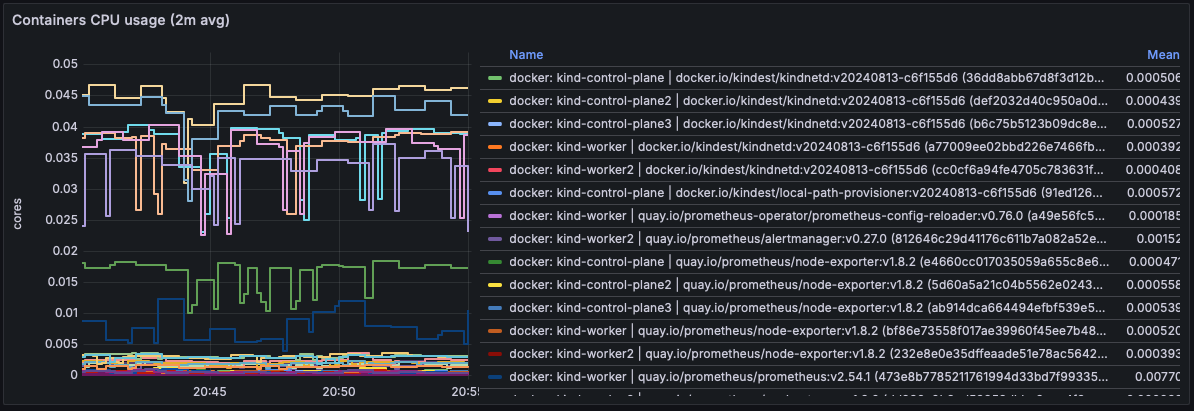 Containers CPU usage (2m avg)
cores
0.05
0.045
0.04
0.035
0.03
0.025
0.02
0.015
0.01
0.005
0
20:45
20:50
20:5
Name Mean
docker: kind-control-plane | docker.io/kindest/kindnetd:v20240813-c6f155d6 (36dd8abb67d8f3d12b... 0.000506
docker: kind-control-plane2 | docker.io/kindest/kindnetd:v20240813-c6f155d6 (def2032d40c950a0d... 0.000439
docker: kind-control-plane3 | docker.io/kindest/kindnetd:v20240813-c6f155d6 (b6c75b5123b09dc8e... 0.000527
docker: kind-worker | docker.io/kindest/kindnetd:v20240813-c6f155d6 (a77009ee02bbd226e7466fb... 0.000392
docker: kind-worker2 | docker.io/kindest/kindnetd:v20240813-c6f155d6 (cc0cf6a94fe4705c783631f... 0.000408
docker: kind-control-plane | docker.io/kindest/local-path-provisioner:v20240813-c6f155d6 (91ed126... 0.000572
docker: kind-worker | quay.io/prometheus-operator/prometheus-config-reloader:v0.76.0 (a49e56fc5... 0.000185
docker: kind-worker2 | quay.io/prometheus/alertmanager:v0.27.0 (812646c29d41176c611b7a082a52e... 0.00152
docker: kind-control-plane | quay.io/prometheus/node-exporter:v1.8.2 (e4660cc017035059a655c8e6... 0.000471
docker: kind-control-plane2 | quay.io/prometheus/node-exporter:v1.8.2 (5d60a5a21c04b5562e0243... 0.000558
docker: kind-control-plane3 | quay.io/prometheus/node-exporter:v1.8.2 (ab914dca664494efbf539e5... 0.000539
docker: kind-worker | quay.io/prometheus/node-exporter:v1.8.2 (bf86e73558f017ae39960f45ee7b48... 0.000520
docker: kind-worker2 | quay.io/prometheus/node-exporter:v1.8.2 (232e8e0e35dffeaade51e78ac5642... 0.000393
docker: kind-worker | quay.io/prometheus/prometheus:v2.54.1 (473e8b7785211761994d33bd7f99335... 0.00770